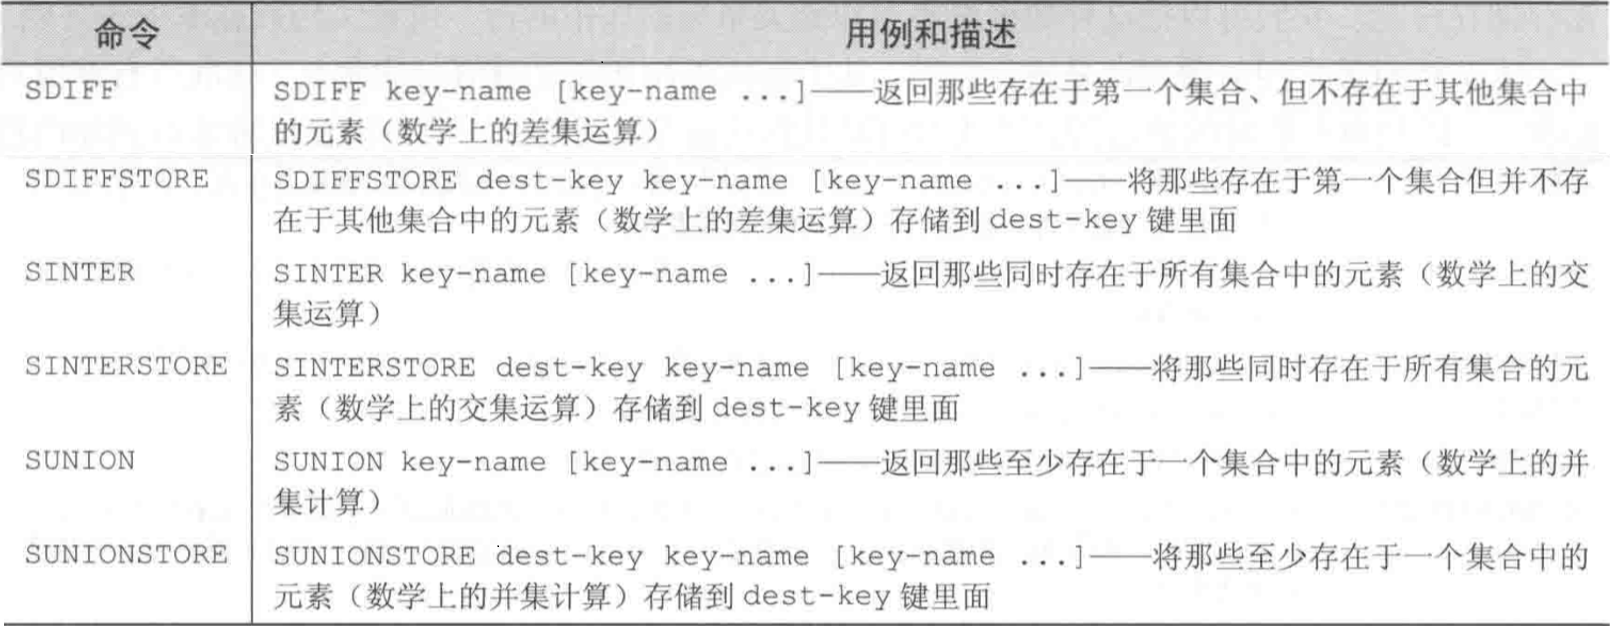 命令 用例和描述
SDIFF SDIFF key-name [key-name ...]——返回那些存在于第一个集合、但不存在于其他集合中
的元素（数学上的差集运算）
SDIFFSTORE SDIFFSTORE dest-key key-name [key-name ...]——将那些存在于第一个集合但并不存
在于其他集合中的元素（数学上的差集运算）存储到 dest-key 键里面
SINTER SINTER key-name [key-name ...]——返回那些同时存在于所有集合中的元素（数学上的交
集运算）
SINTERSTORE SINTERSTORE dest-key key-name [key-name ...]——将那些同时存在于所有集合的元
素（数学上的交集运算）存储到 dest-key 键里面
SUNION SUNION key-name [key-name ...]——返回那些至少存在于一个集合中的元素（数学上的并
集计算）
SUNIONSTORE SUNIONSTORE dest-key key-name [key-name ...]——将那些至少存在于一个集合中的
元素（数学上的并集计算）存储到 dest-key 键里面